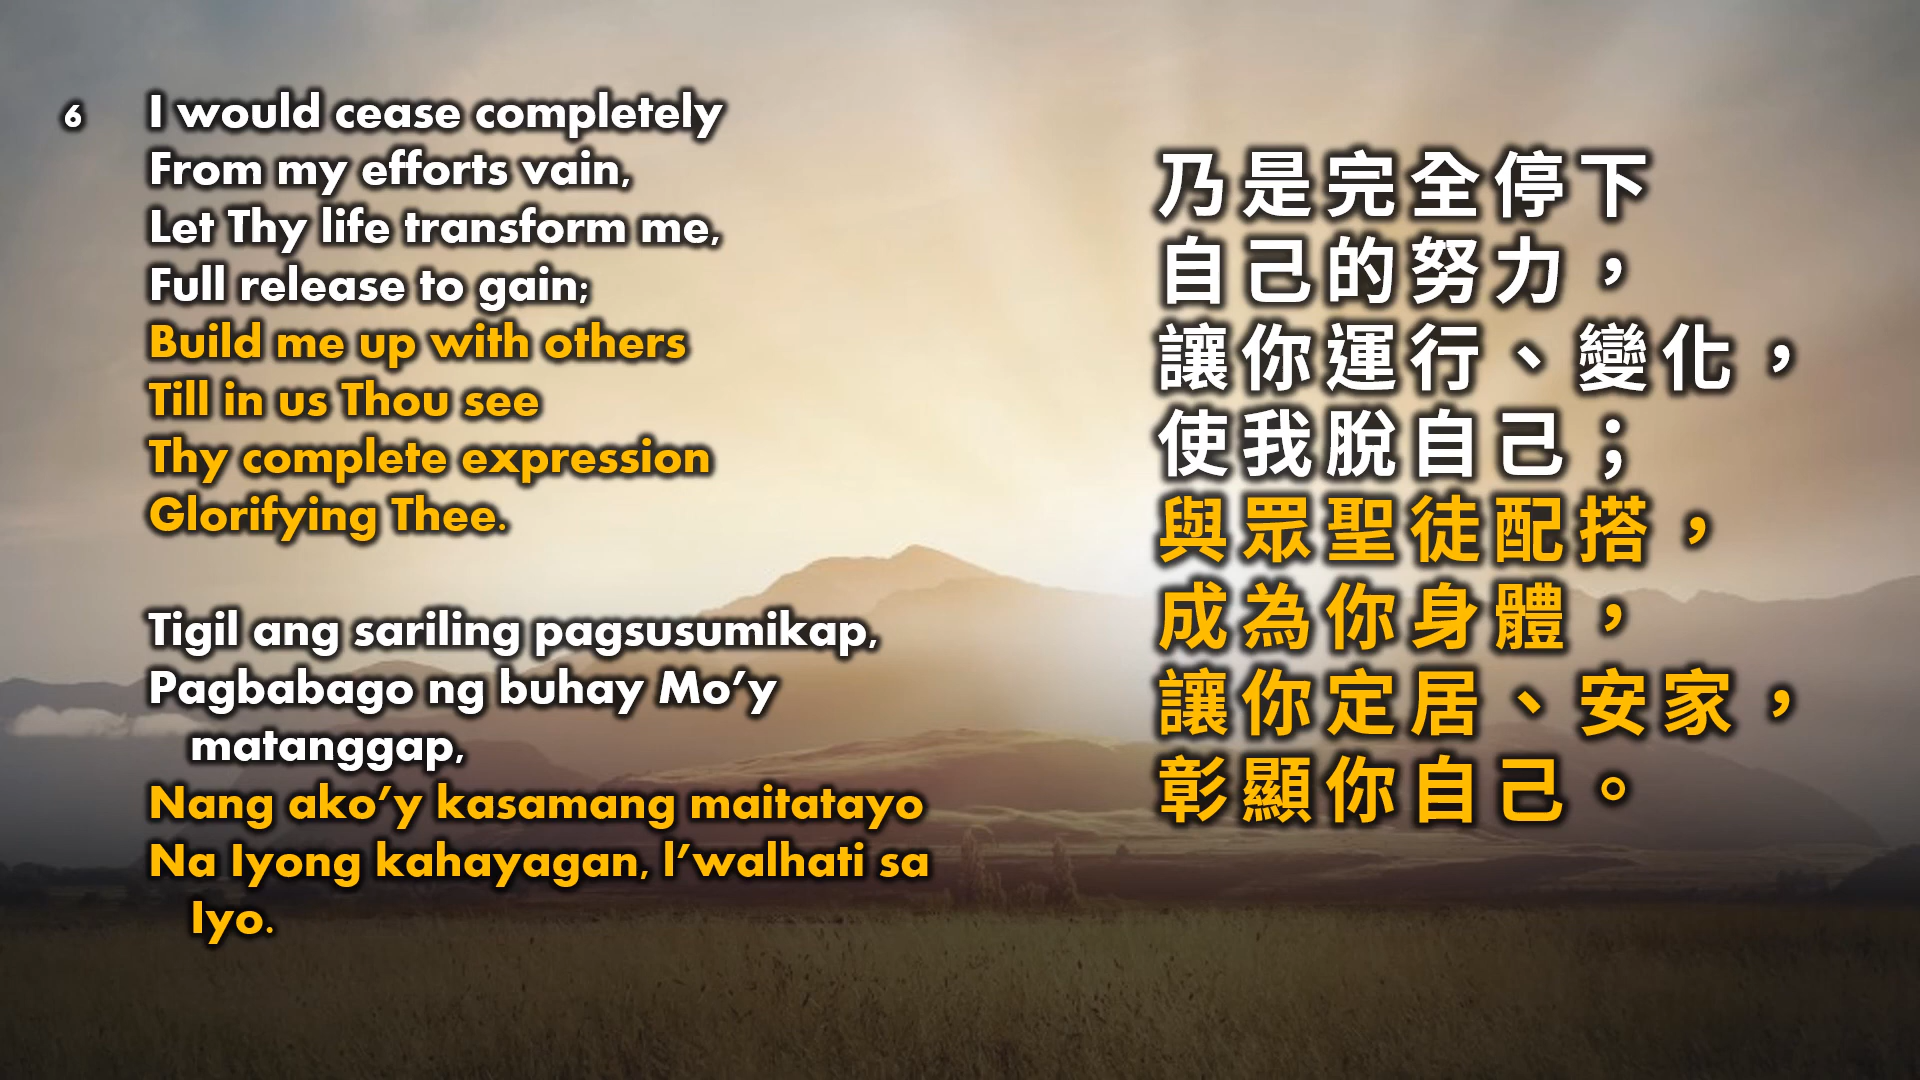 6 I would cease completely
From my efforts vain,
Let Thy life transform me,
Full release to gain;
Build me up with others
Till in us Thou see
Thy complete expression
Glorifying Thee.
Tigil ang sariling pagsusumikap,
Pagbabago ng buhay Mo’y
matanggap,
Nang ako’y kasamang maitatayo
Na Iyong kahayagan, l’walhati sa
Iyo.
乃是完全停下
自己的努力，
讓你運行、變化，
使我脫自己；
與眾聖徒配搭，
成為你身體，
讓你定居、安家，
彰顯你自己。